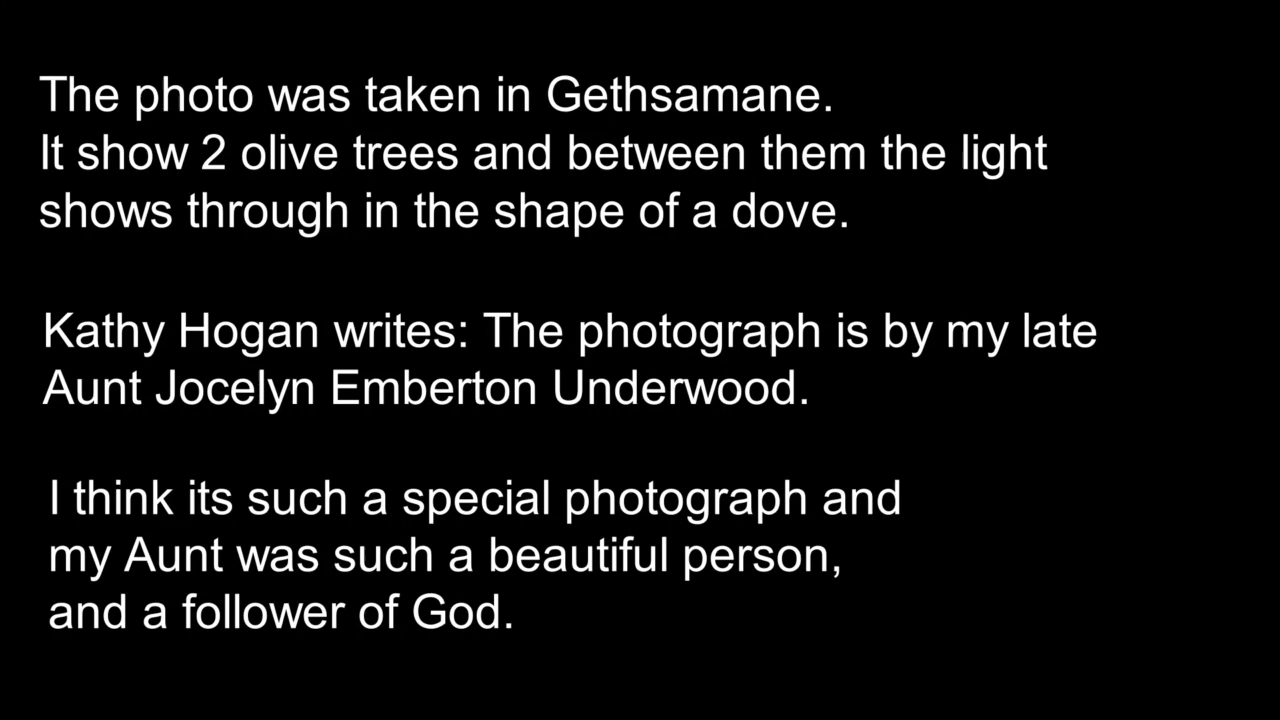 The photo was taken in Gethsamane.
It show 2 olive trees and between them the light
shows through in the shape of a dove.
Kathy Hogan writes: The photograph is by my late
Aunt Jocelyn Emberton Underwood.
I think its such a special photograph and
my Aunt was such a beautiful person,
and a follower of God.